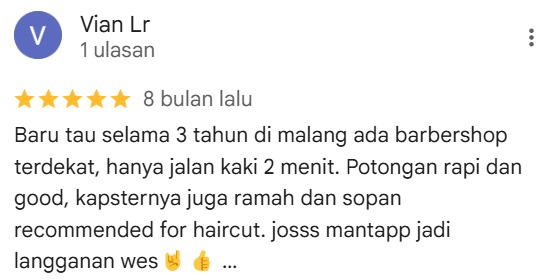 V
Vian Lr
1 ulasan
8 bulan lalu
Baru tau selama 3 tahun di malang ada barbershop
terdekat, hanya jalan kaki 2 menit. Potongan rapi dan
good, kapsternya juga ramah dan sopan
recommended for haircut. josss mantapp jadi
langganan wes🤘👍 ...